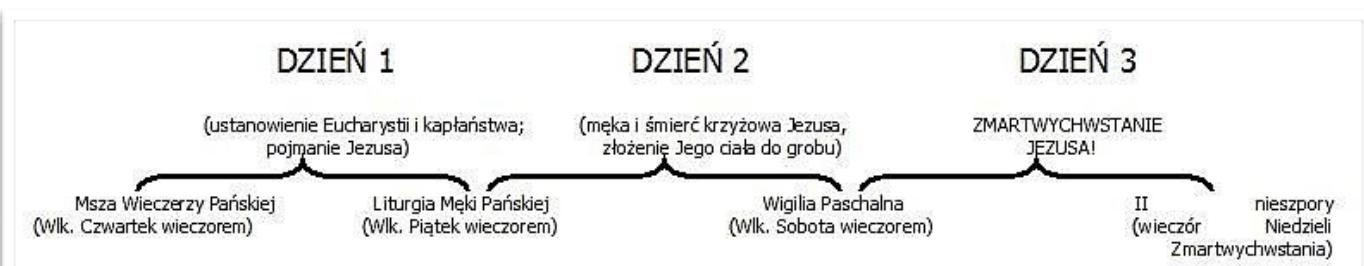 DZIEŃ 1
DZIEŃ 2
DZIEŃ 3
(ustanowienie Eucharystii i kapłaństwa;
pojmanie Jezusa)
(męka i śmierć krzyżowa Jezusa,
złożenie Jego ciała do grobu)
ZMARTWYCHWSTANIE
JEZUSA!
Msza Wieczerzy Pańskiej
(Wlk. Czwartek wieczorem)
Liturgia Męki Pańskiej
(Wlk. Piątek wieczorem)
Wigilia Paschalna
(Wlk. Sobota wieczorem)
II nieszpory
(wieczór Niedzieli
Zmartwychwstania)